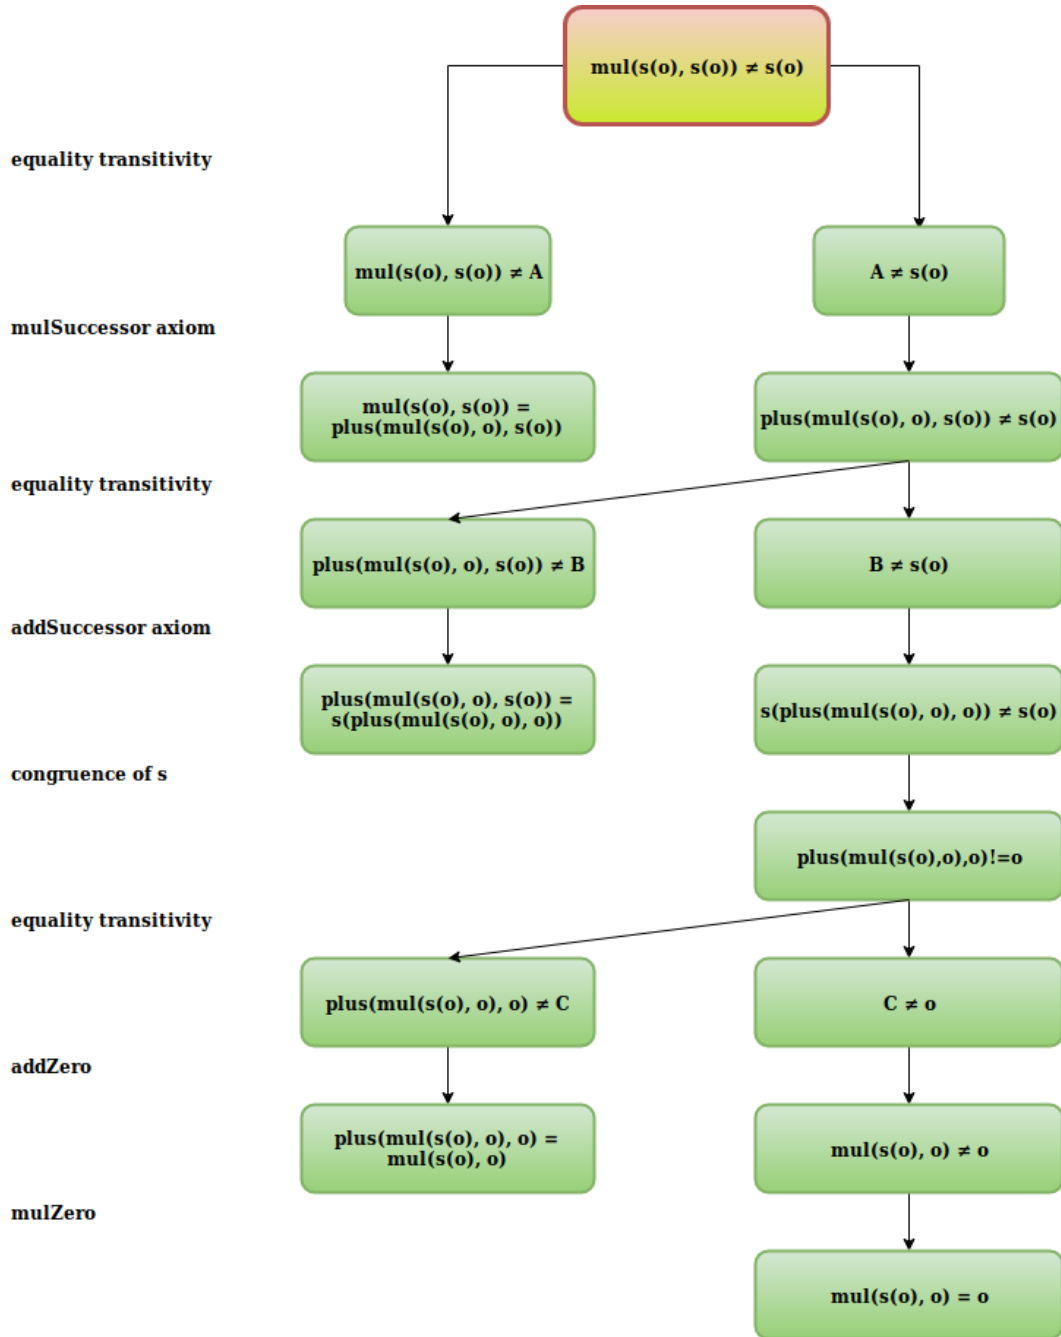 mul(s(o), s(o)) ≠ s(o)
equality transitivity
mul(s(o), s(o)) ≠ A
A ≠ s(o)
mulSuccessor axiom
mul(s(o), s(o)) =
plus(mul(s(o), o), s(o))
plus(mul(s(o), o), s(o)) ≠ s(o)
equality transitivity
plus(mul(s(o), o), s(o)) ≠ B
B ≠ s(o)
addSuccessor axiom
plus(mul(s(o), o), s(o)) =
s(plus(mul(s(o), o), o))
s(plus(mul(s(o), o), o)) ≠ s(o)
congruence of s
plus(mul(s(o),o),o)!=o
equality transitivity
plus(mul(s(o), o), o) ≠ C
C ≠ o
addZero
plus(mul(s(o), o), o) =
mul(s(o), o)
mul(s(o), o) ≠ o
mulZero
mul(s(o), o) = o